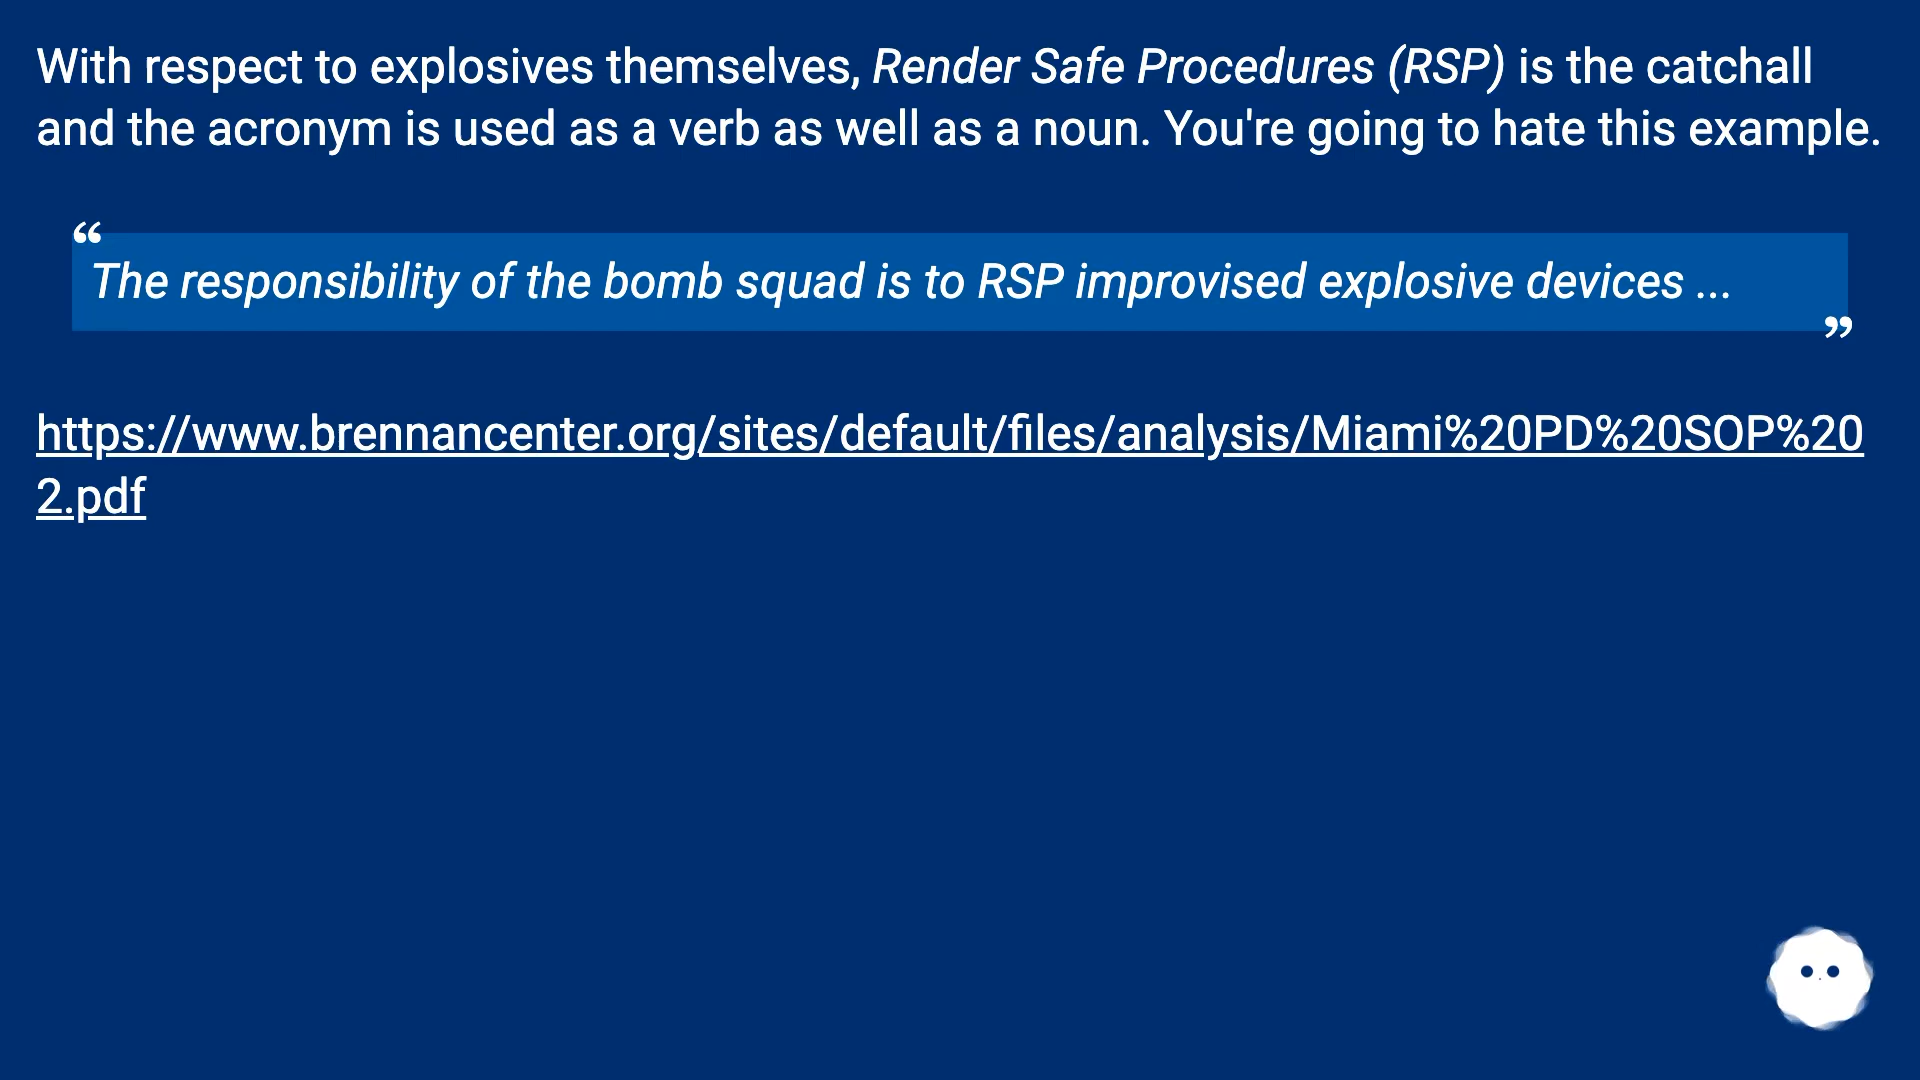 With respect to explosives themselves, Render Safe Procedures (RSP) is the catchall
and the acronym is used as a verb as well as a noun. You're going to hate this example.
“
The responsibility of the bomb squad is to RSP improvised explosive devices ...
”
https://www.brennancenter.org/sites/default/files/analysis/Miami%20PD%20SOP%20
2.pdf